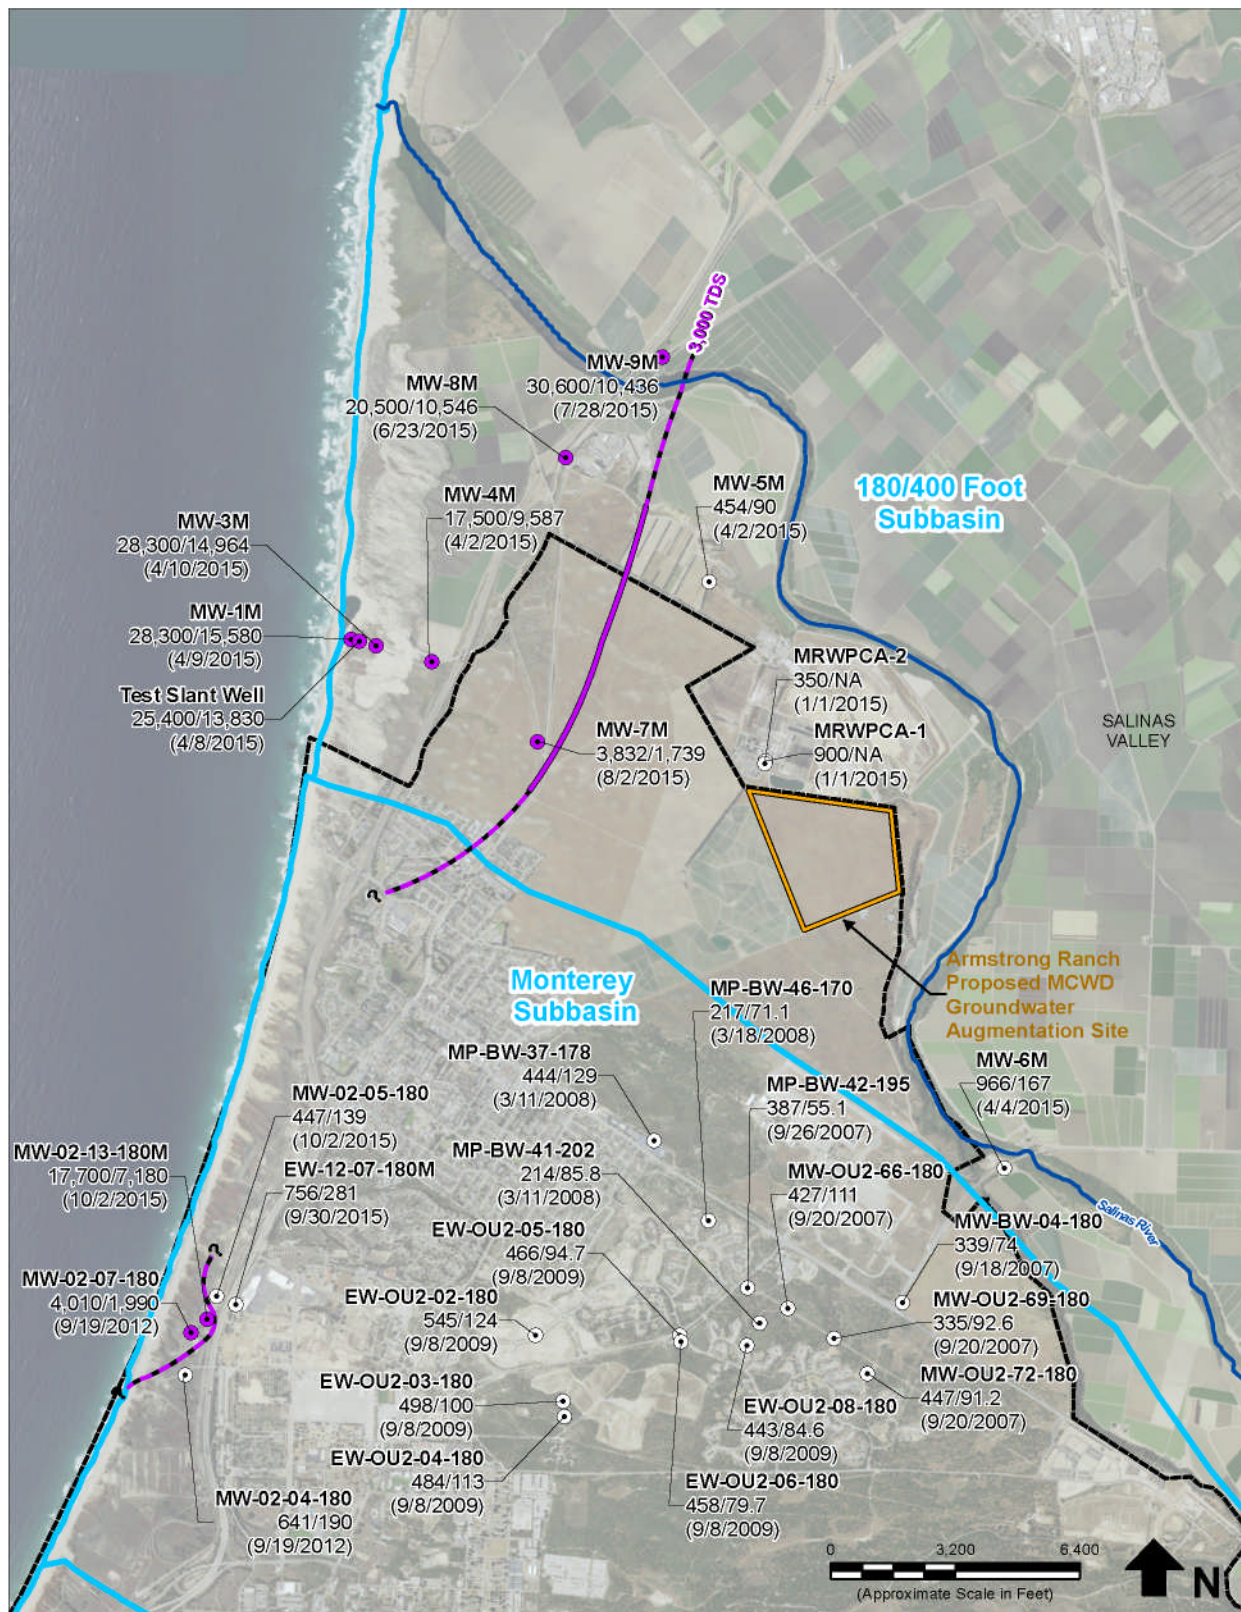 3,000 TDS
MW-9M
30,600/10,436
(7/28/2015)
MW-8M
20,500/10,546
(6/23/2015)
MW-5M
454/90
(4/2/2015)
180/400 Foot
Subbasin
MW-4M
17,500/9,587
(4/2/2015)
MW-3M
28,300/14,964
(4/10/2015)
MW-1M
28,300/15,580
(4/9/2015)
Test Slant Well
25,400/13,830
(4/8/2015)
MRWPCA-2
350/NA
(1/1/2015)
MW-7M
3,832/1,739
(8/2/2015)
MRWPCA-1
900/NA
(1/1/2015)
SALINAS
VALLEY
?
Armstrong Ranch
Proposed MCWD
Groundwater
Augmentation Site
Monterey
Subbasin
MP-BW-46-170
217/71.1
(3/18/2008)
MP-BW-37-178
444/129
(3/11/2008)
MW-6M
966/167
(4/4/2015)
MW-02-05-180
447/139
(10/2/2015)
MP-BW-42-195
387/55.1
(9/26/2007)
MW-02-13-180M
17,700/7,180
(10/2/2015)
MP-BW-41-202
214/85.8
(3/11/2008)
EW-12-07-180M
756/281
(9/30/2015)
MW-OU2-66-180
427/111
(9/20/2007)
Salinas River
MW-BW-04-180
339/74
(9/18/2007)
EW-OU2-05-180
466/94.7
(9/8/2009)
?
MW-02-07-180
4,010/1,990
(9/19/2012)
EW-OU2-02-180
545/124
(9/8/2009)
MW-OU2-69-180
335/92.6
(9/20/2007)
EW-OU2-03-180
498/100
(9/8/2009)
MW-OU2-72-180
447/91.2
(9/20/2007)
EW-OU2-08-180
443/84.6
(9/8/2009)
EW-OU2-04-180
484/113
(9/8/2009)
EW-OU2-06-180
458/79.7
(9/8/2009)
MW-02-04-180
641/190
(9/19/2012)
0 3,200 6,400
(Approximate Scale in Feet)
N